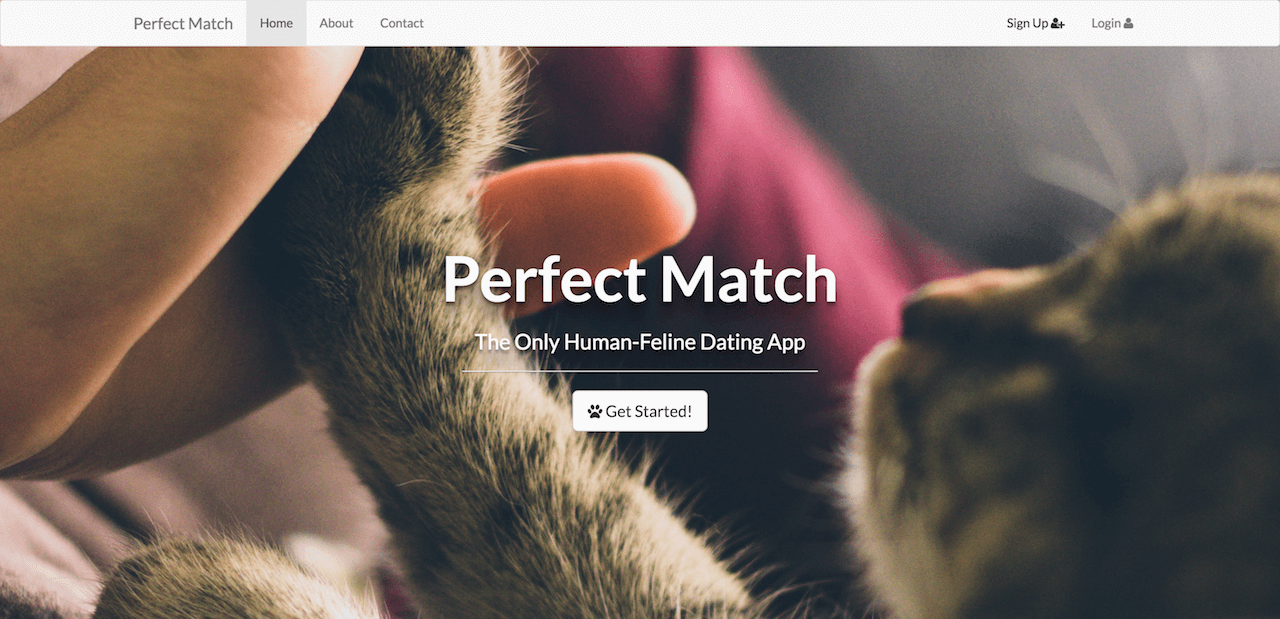 Perfect Match Home About Contact Sign Up Login
Perfect Match
The Only Human-Feline Dating App
Get Started!